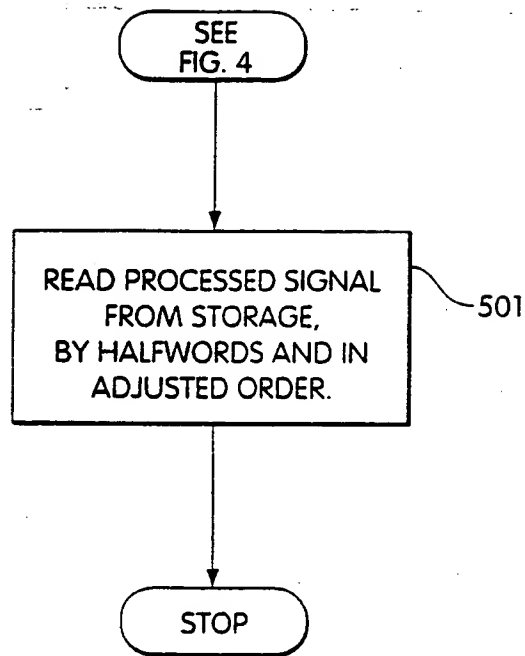 SEE
FIG. 4
READ PROCESSED SIGNAL
FROM STORAGE,
BY HALFWORDS AND IN
ADJUSTED ORDER.
501
STOP